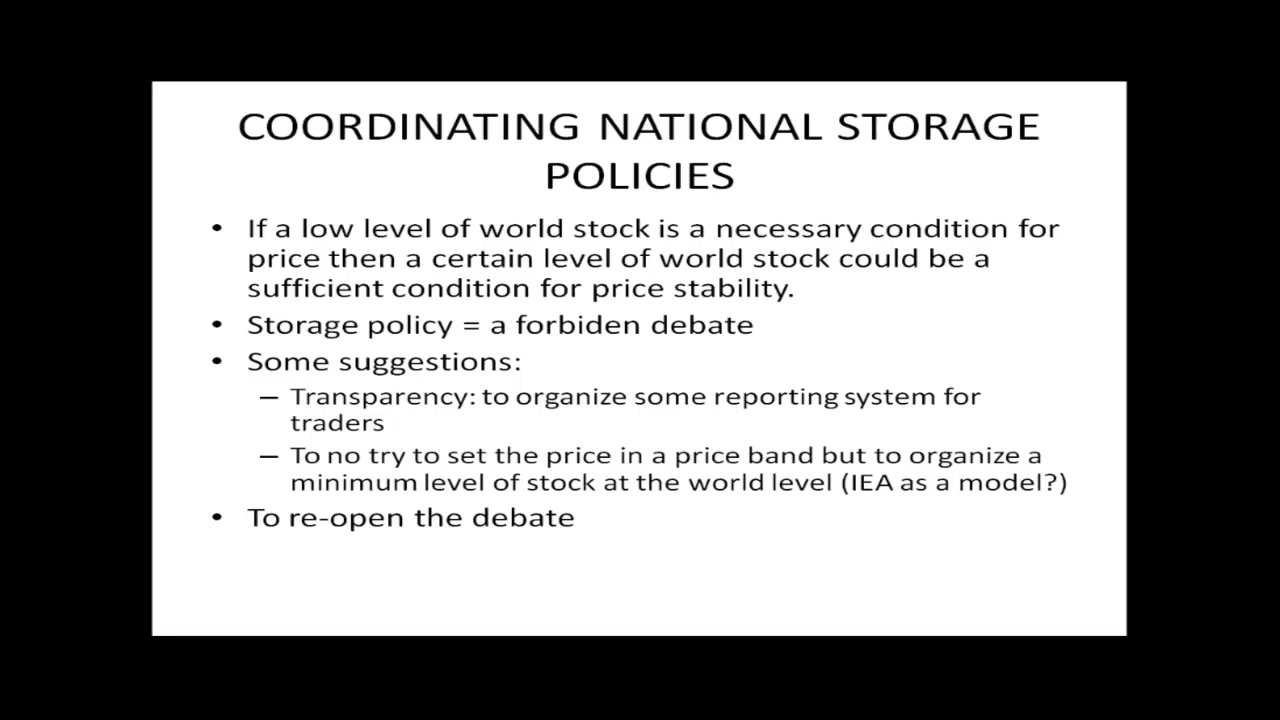 COORDINATING NATIONAL STORAGE
POLICIES
• If a low level of world stock is a necessary condition for
price then a certain level of world stock could be a
sufficient condition for price stability.
• Storage policy = a forbiden debate
• Some suggestions:
– Transparency: to organize some reporting system for
traders
– To no try to set the price in a price band but to organize a
minimum level of stock at the world level (IEA as a model?)
• To re-open the debate